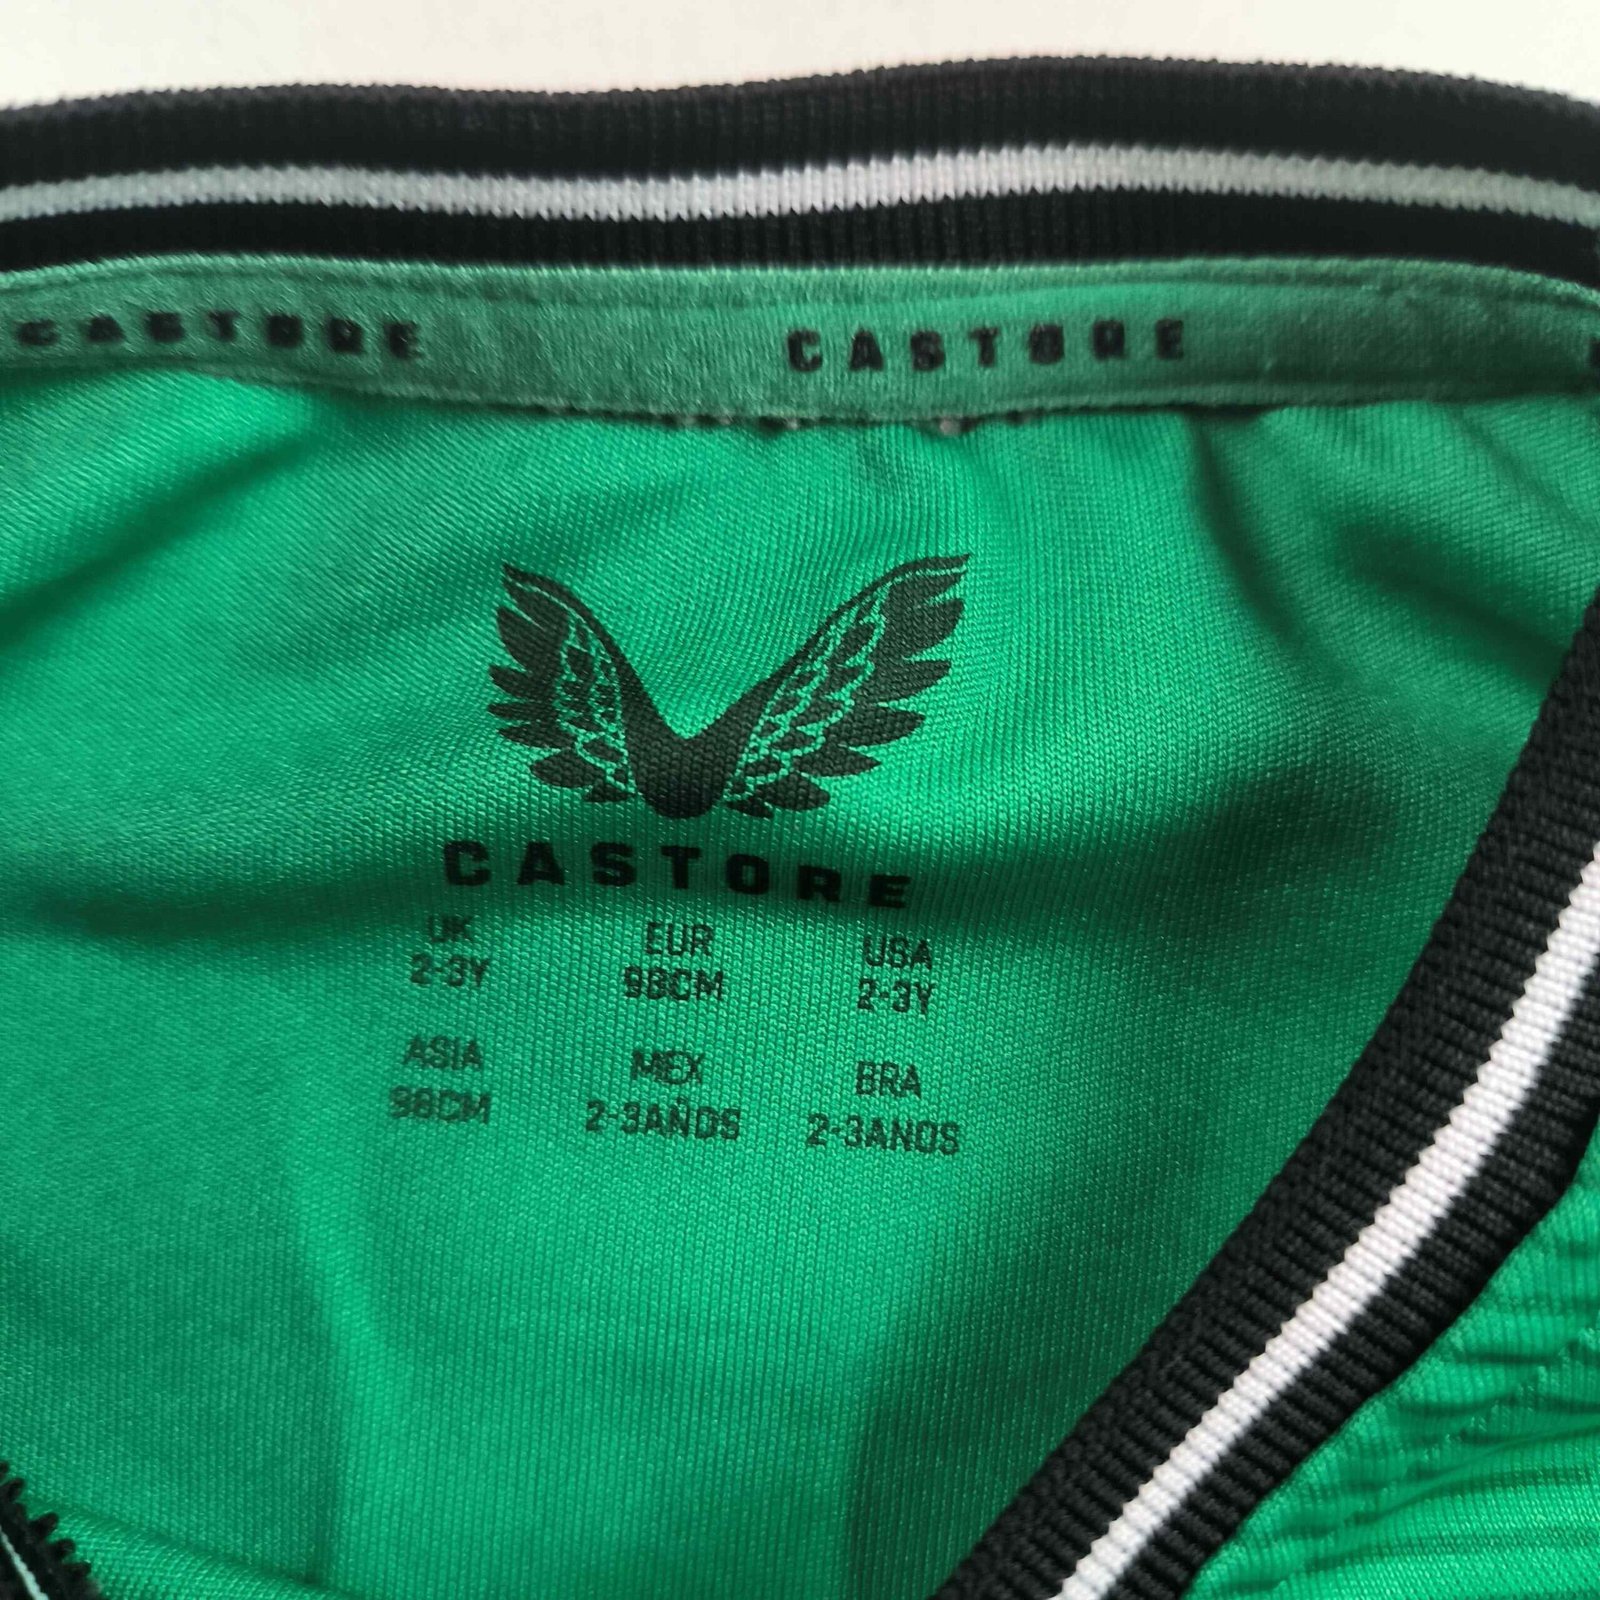 CASTORE CASTORE
CASTORE
UK EUR USA
2-3Y 98CM 2-3Y
ASIA MEX BRA
98CM 2-3AÑOS 2-3ANOS